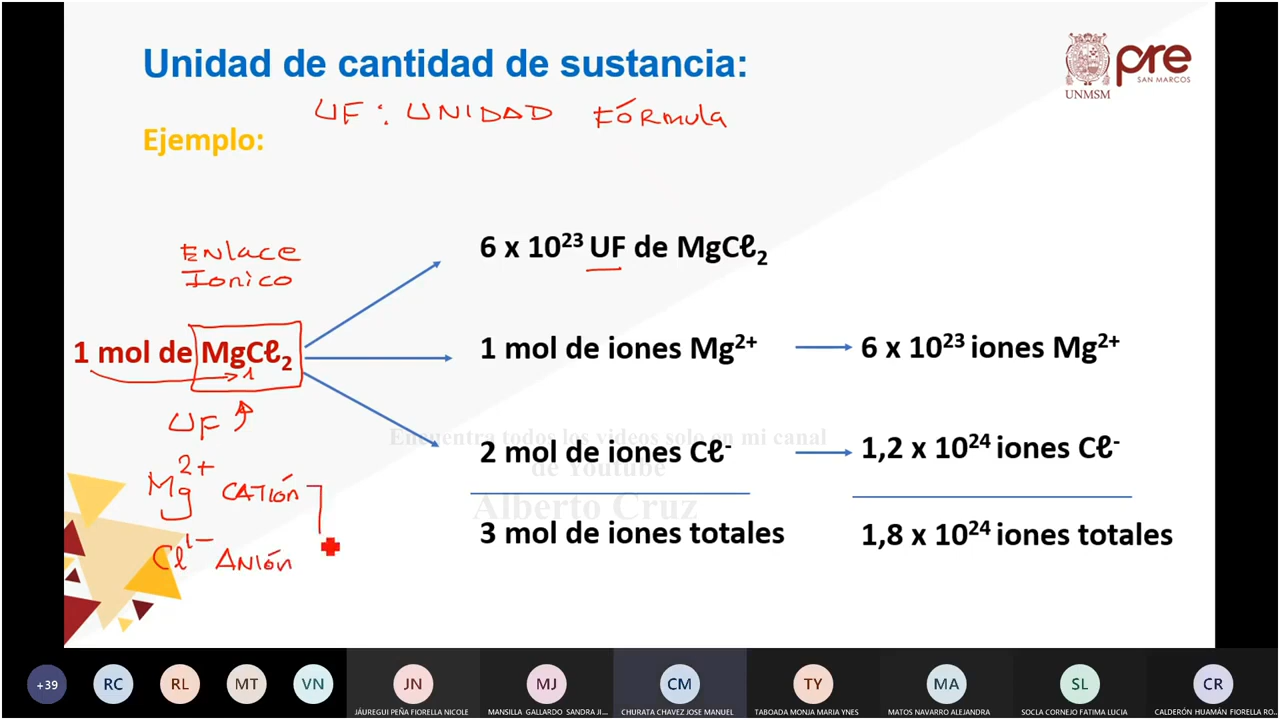 Unidad de cantidad de sustancia:
pre
SAN MARCOS
UNMSM
UF : UNIDAD FÓRMULA
Ejemplo:
Enlace
Ionico
6 x 10²³ UF de MgCℓ₂
1 mol de MgCℓ₂
1
1 mol de iones Mg²⁺
6 x 10²³ iones Mg²⁺
UF
Encuentra todos los videos solo en mi canal
de Youtube
Alberto Cruz
2 mol de iones Cℓ⁻
1,2 x 10²⁴ iones Cℓ⁻
Mg²⁺ CATIÓN
3 mol de iones totales
1,8 x 10²⁴ iones totales
Cl¹⁻ ANIÓN
+39
RC
RL
MT
VN
JN
MJ
CM
TY
MA
SL
CR
JÁUREGUI PEÑA FIORELLA NICOLE
MANSILLA GALLARDO SANDRA JI...
CHURATA CHAVEZ JOSE MANUEL
TABOADA MONJA MARIA YNES
MATOS NAVARRO ALEJANDRA
SOCLA CORNEJO FATIMA LUCIA
CALDERÓN HUAMÁN FIORELLA RO...